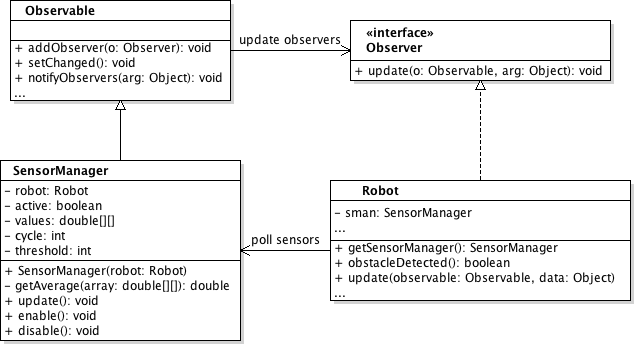 Observable
+ addObserver(o: Observer): void
+ setChanged(): void
+ notifyObservers(arg: Object): void
...
update observers
«interface»
Observer
+ update(o: Observable, arg: Object): void
SensorManager
– robot: Robot
– active: boolean
– values: double[][]
– cycle: int
– threshold: int
+ SensorManager(robot: Robot)
– getAverage(array: double[][]): double
+ update(): void
+ enable(): void
+ disable(): void
poll sensors
Robot
– sman: SensorManager
...
+ getSensorManager(): SensorManager
+ obstacleDetected(): boolean
+ update(observable: Observable, data: Object)
...